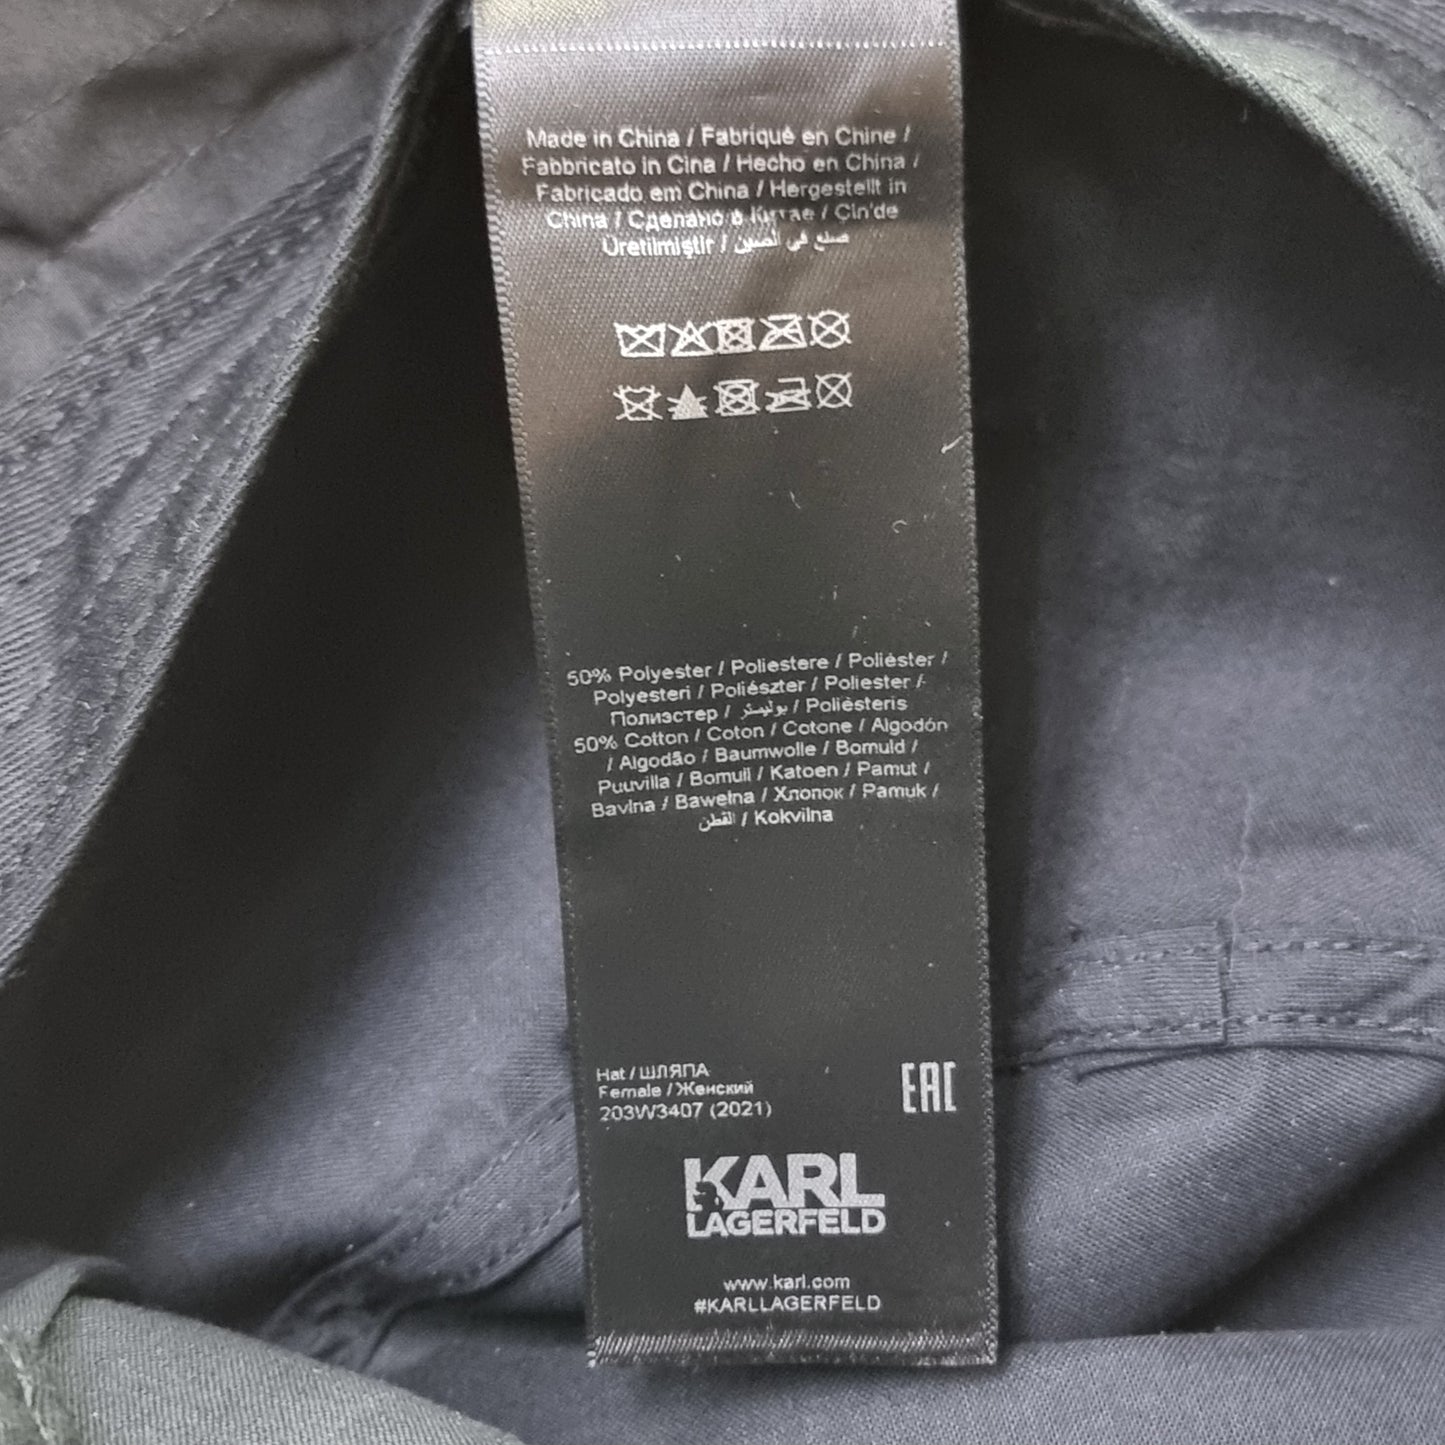 Made in China / Fabriqué en Chine /
Fabbricato in Cina / Hecho en China /
Fabricado em China / Hergestellt in
China / Сделано в Китае / Çin'de
Üretilmiştir / صنع في الصين
50% Polyester / Poliestere / Poliéster /
Polyesteri / Poliészter / Poliester /
Полиэстер / بوليستر / Poliēsteris
50% Cotton / Coton / Cotone / Algodón
/ Algodão / Baumwolle / Bomuld /
Puuvilla / Bomull / Katoen / Pamut /
Bavlna / Bawełna / Хлопок / Pamuk /
القطن / Kokvilna
Hat / ШЛЯПА
Female / Женский
203W3407 (2021)
EAC
KARL
LAGERFELD
www.karl.com
#KARLLAGERFELD